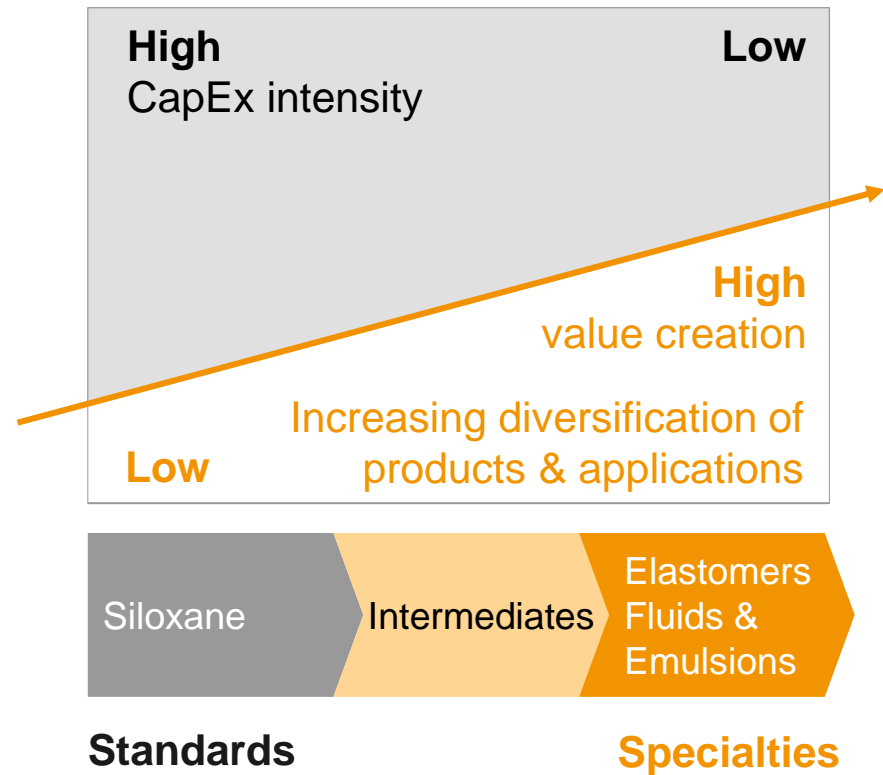 High
Low
CapEx intensity
High
value creation
Increasing diversification of
Low
products & applications
Siloxane
Intermediates
Elastomers
Fluids &
Emulsions
Standards
Specialties